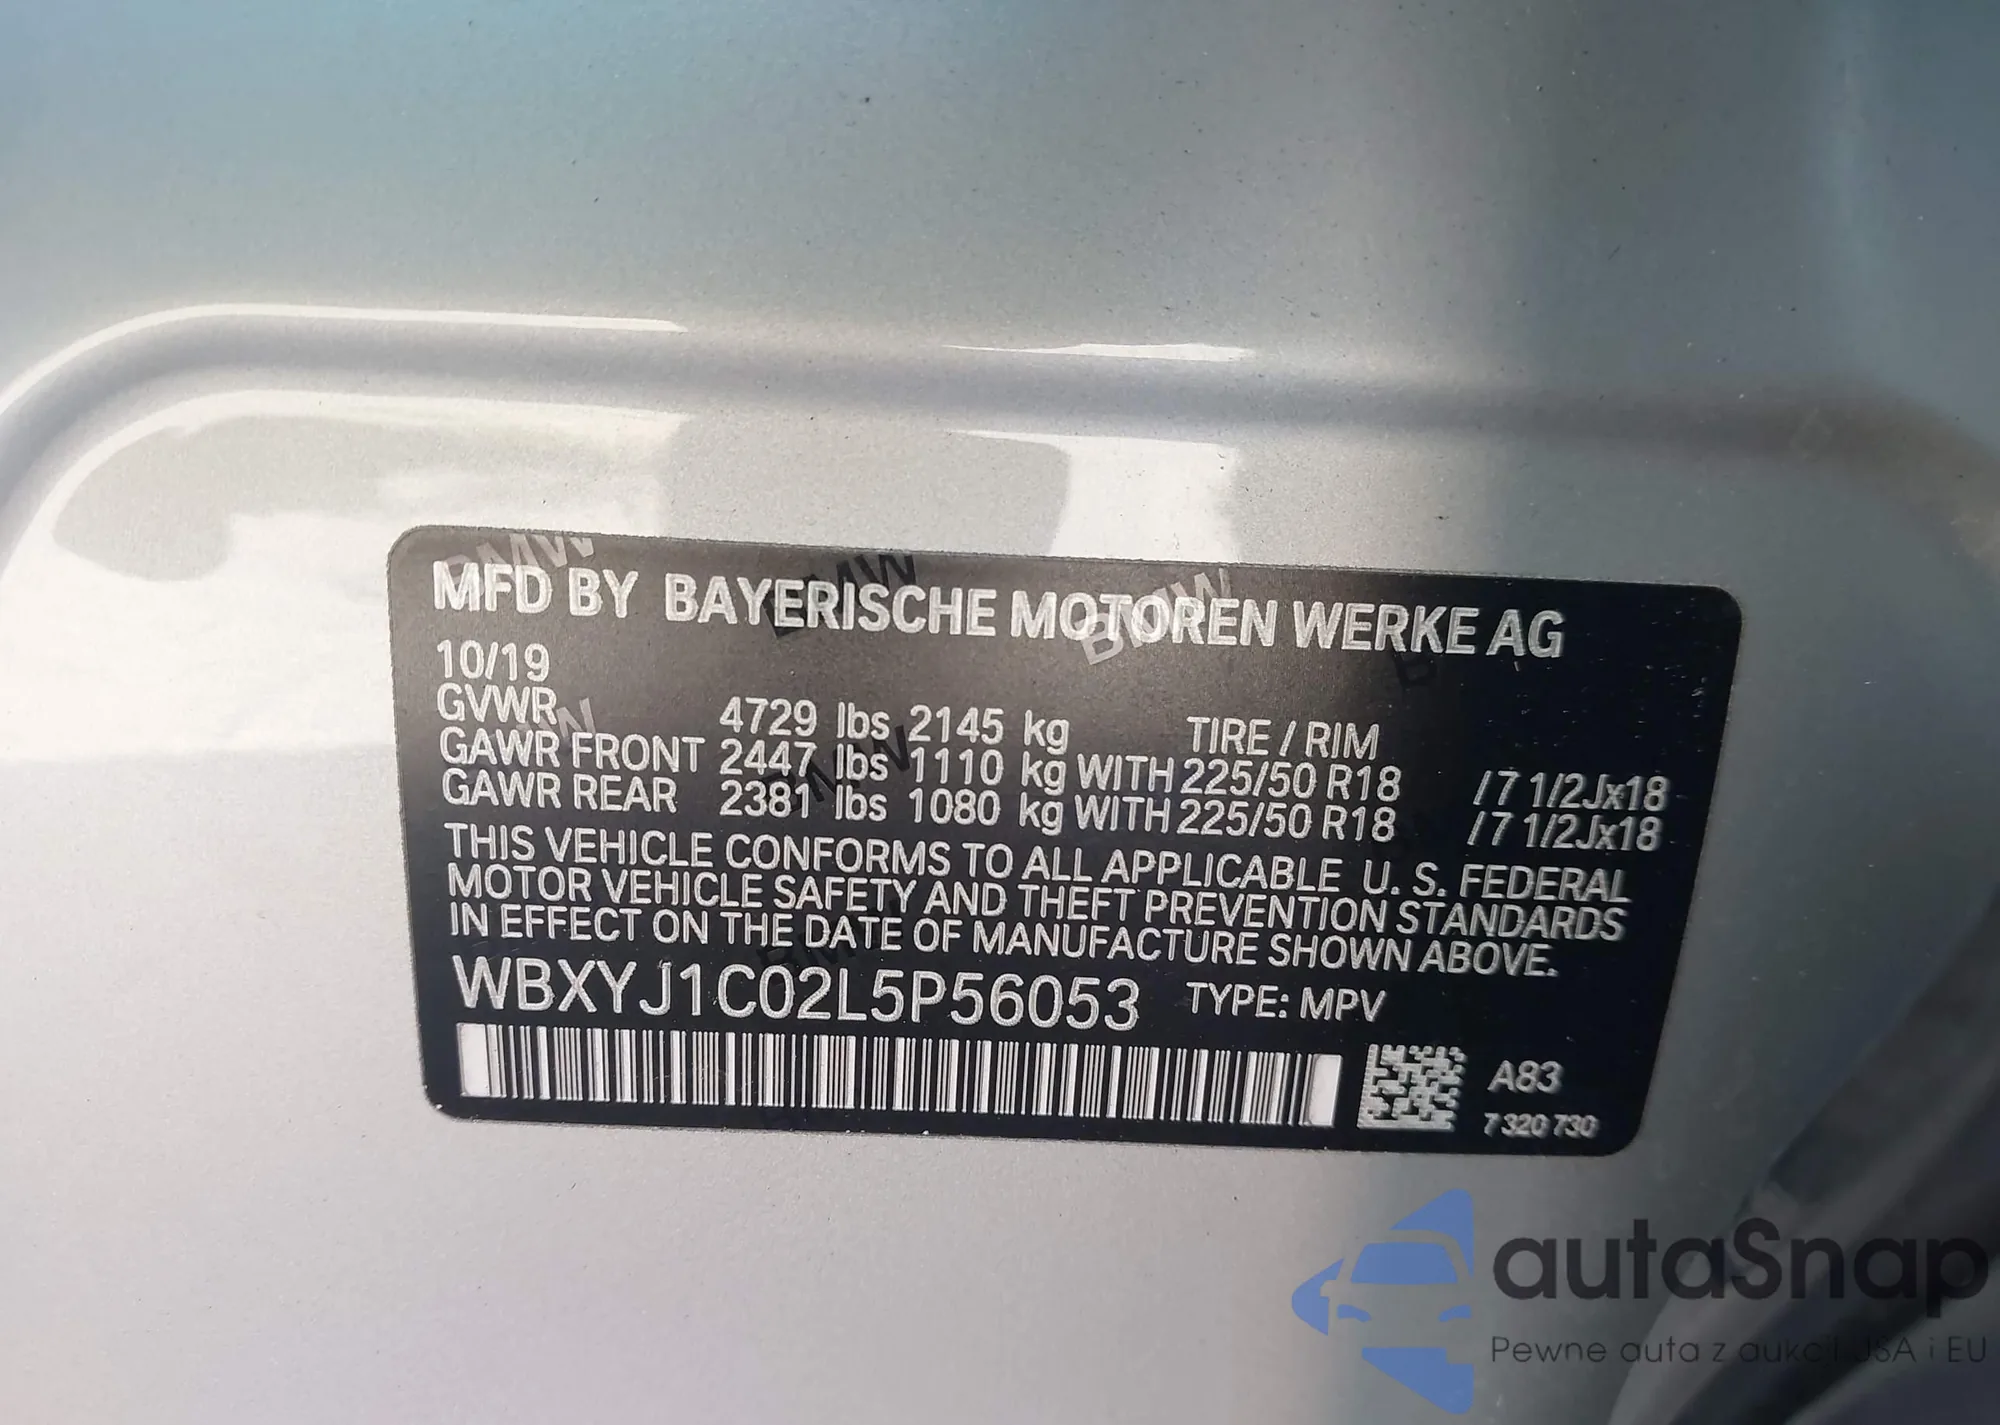 MFD BY BAYERISCHE MOTOREN WERKE AG
10/19
GVWR 4729 lbs 2145 kg TIRE / RIM
GAWR FRONT 2447 lbs 1110 kg WITH 225/50 R18 /7 1/2Jx18
GAWR REAR 2381 lbs 1080 kg WITH 225/50 R18 /7 1/2Jx18
THIS VEHICLE CONFORMS TO ALL APPLICABLE U. S. FEDERAL
MOTOR VEHICLE SAFETY AND THEFT PREVENTION STANDARDS
IN EFFECT ON THE DATE OF MANUFACTURE SHOWN ABOVE.
WBXYJ1C02L5P56053 TYPE: MPV
A83
7 320 730
autaSnap
Pewne auta z aukcji USA i EU